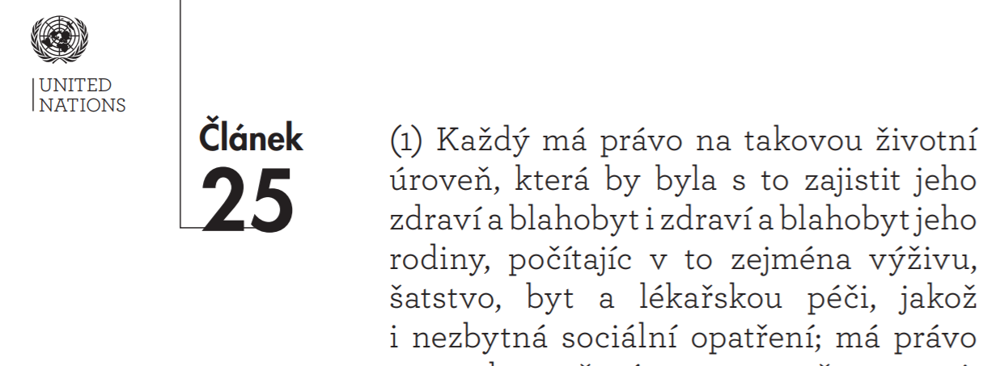 UNITED
NATIONS
Článek
25
(1) Každý má právo na takovou životní
úroveň, která by byla s to zajistit jeho
zdraví a blahobyt i zdraví a blahobyt jeho
rodiny, počítajíc v to zejména výživu,
šatstvo, byt a lékařskou péči, jakož
i nezbytná sociální opatření; má právo